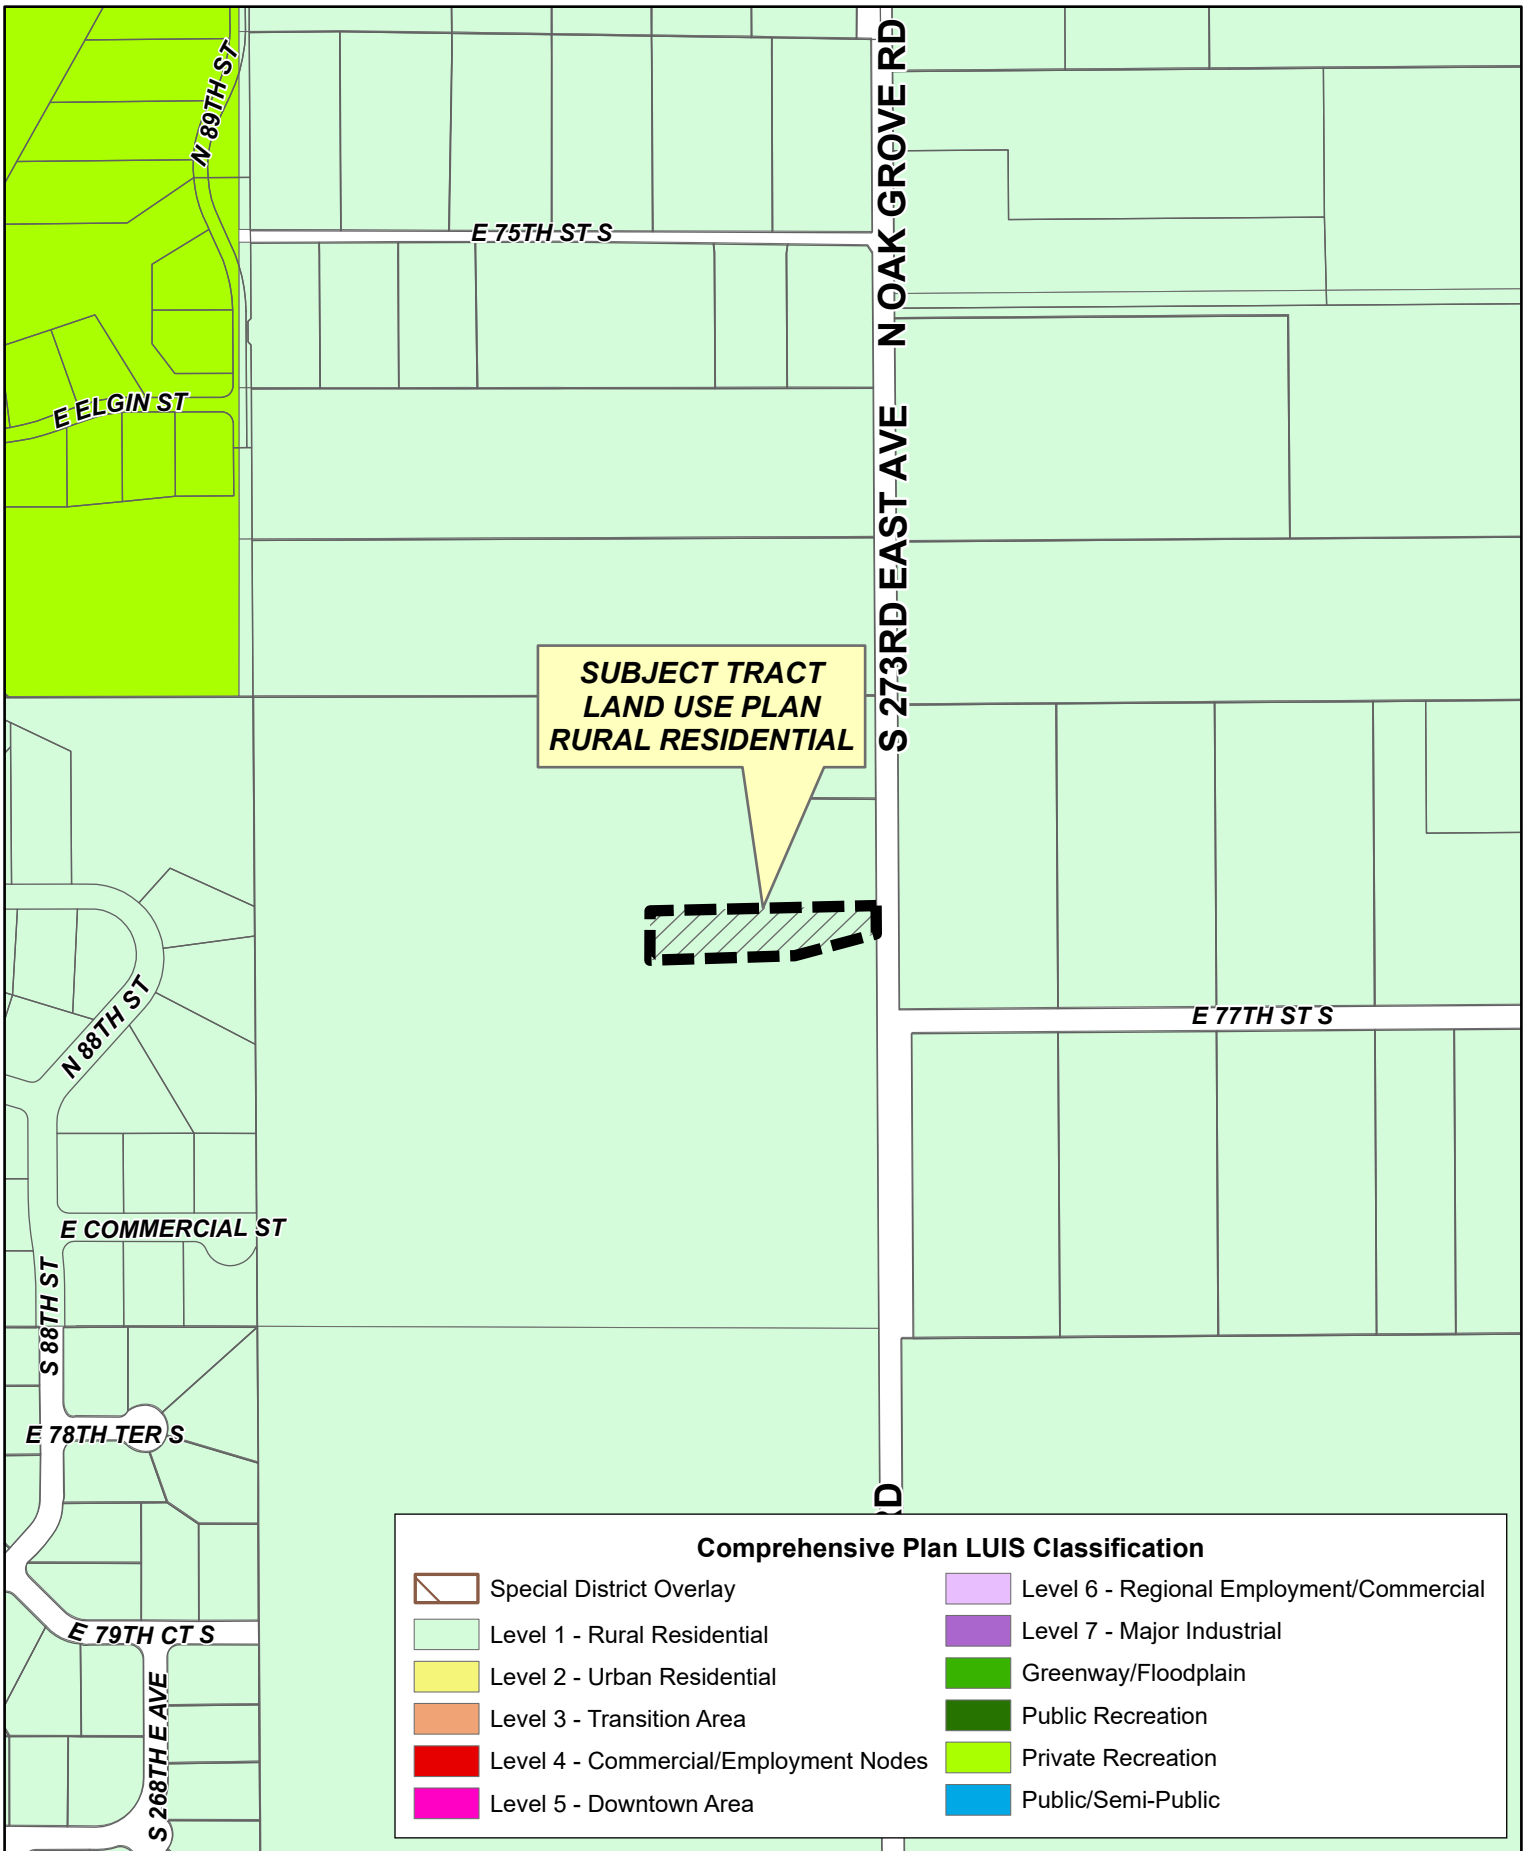 N 89TH ST
N OAK GROVE RD
E 75TH ST S
E ELGIN ST
S 273RD EAST AVE
SUBJECT TRACT
LAND USE PLAN
RURAL RESIDENTIAL
N 88TH ST
E 77TH ST S
E COMMERCIAL ST
S 88TH ST
E 78TH TER S
RD
E 79TH CT S
S 268TH E AVE
Comprehensive Plan LUIS Classification
Special District Overlay
Level 1 - Rural Residential
Level 2 - Urban Residential
Level 3 - Transition Area
Level 4 - Commercial/Employment Nodes
Level 5 - Downtown Area
Level 6 - Regional Employment/Commercial
Level 7 - Major Industrial
Greenway/Floodplain
Public Recreation
Private Recreation
Public/Semi-Public